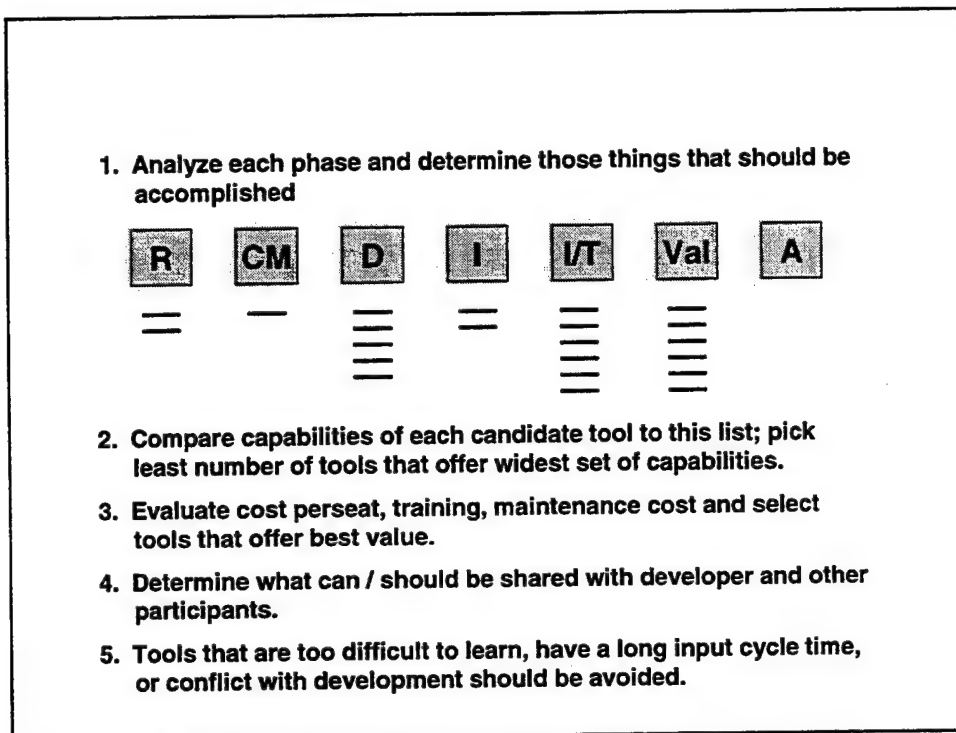 1. Analyze each phase and determine those things that should be
accomplished
R CM D I I/T Val A
2. Compare capabilities of each candidate tool to this list; pick
least number of tools that offer widest set of capabilities.
3. Evaluate cost perseat, training, maintenance cost and select
tools that offer best value.
4. Determine what can / should be shared with developer and other
participants.
5. Tools that are too difficult to learn, have a long input cycle time,
or conflict with development should be avoided.